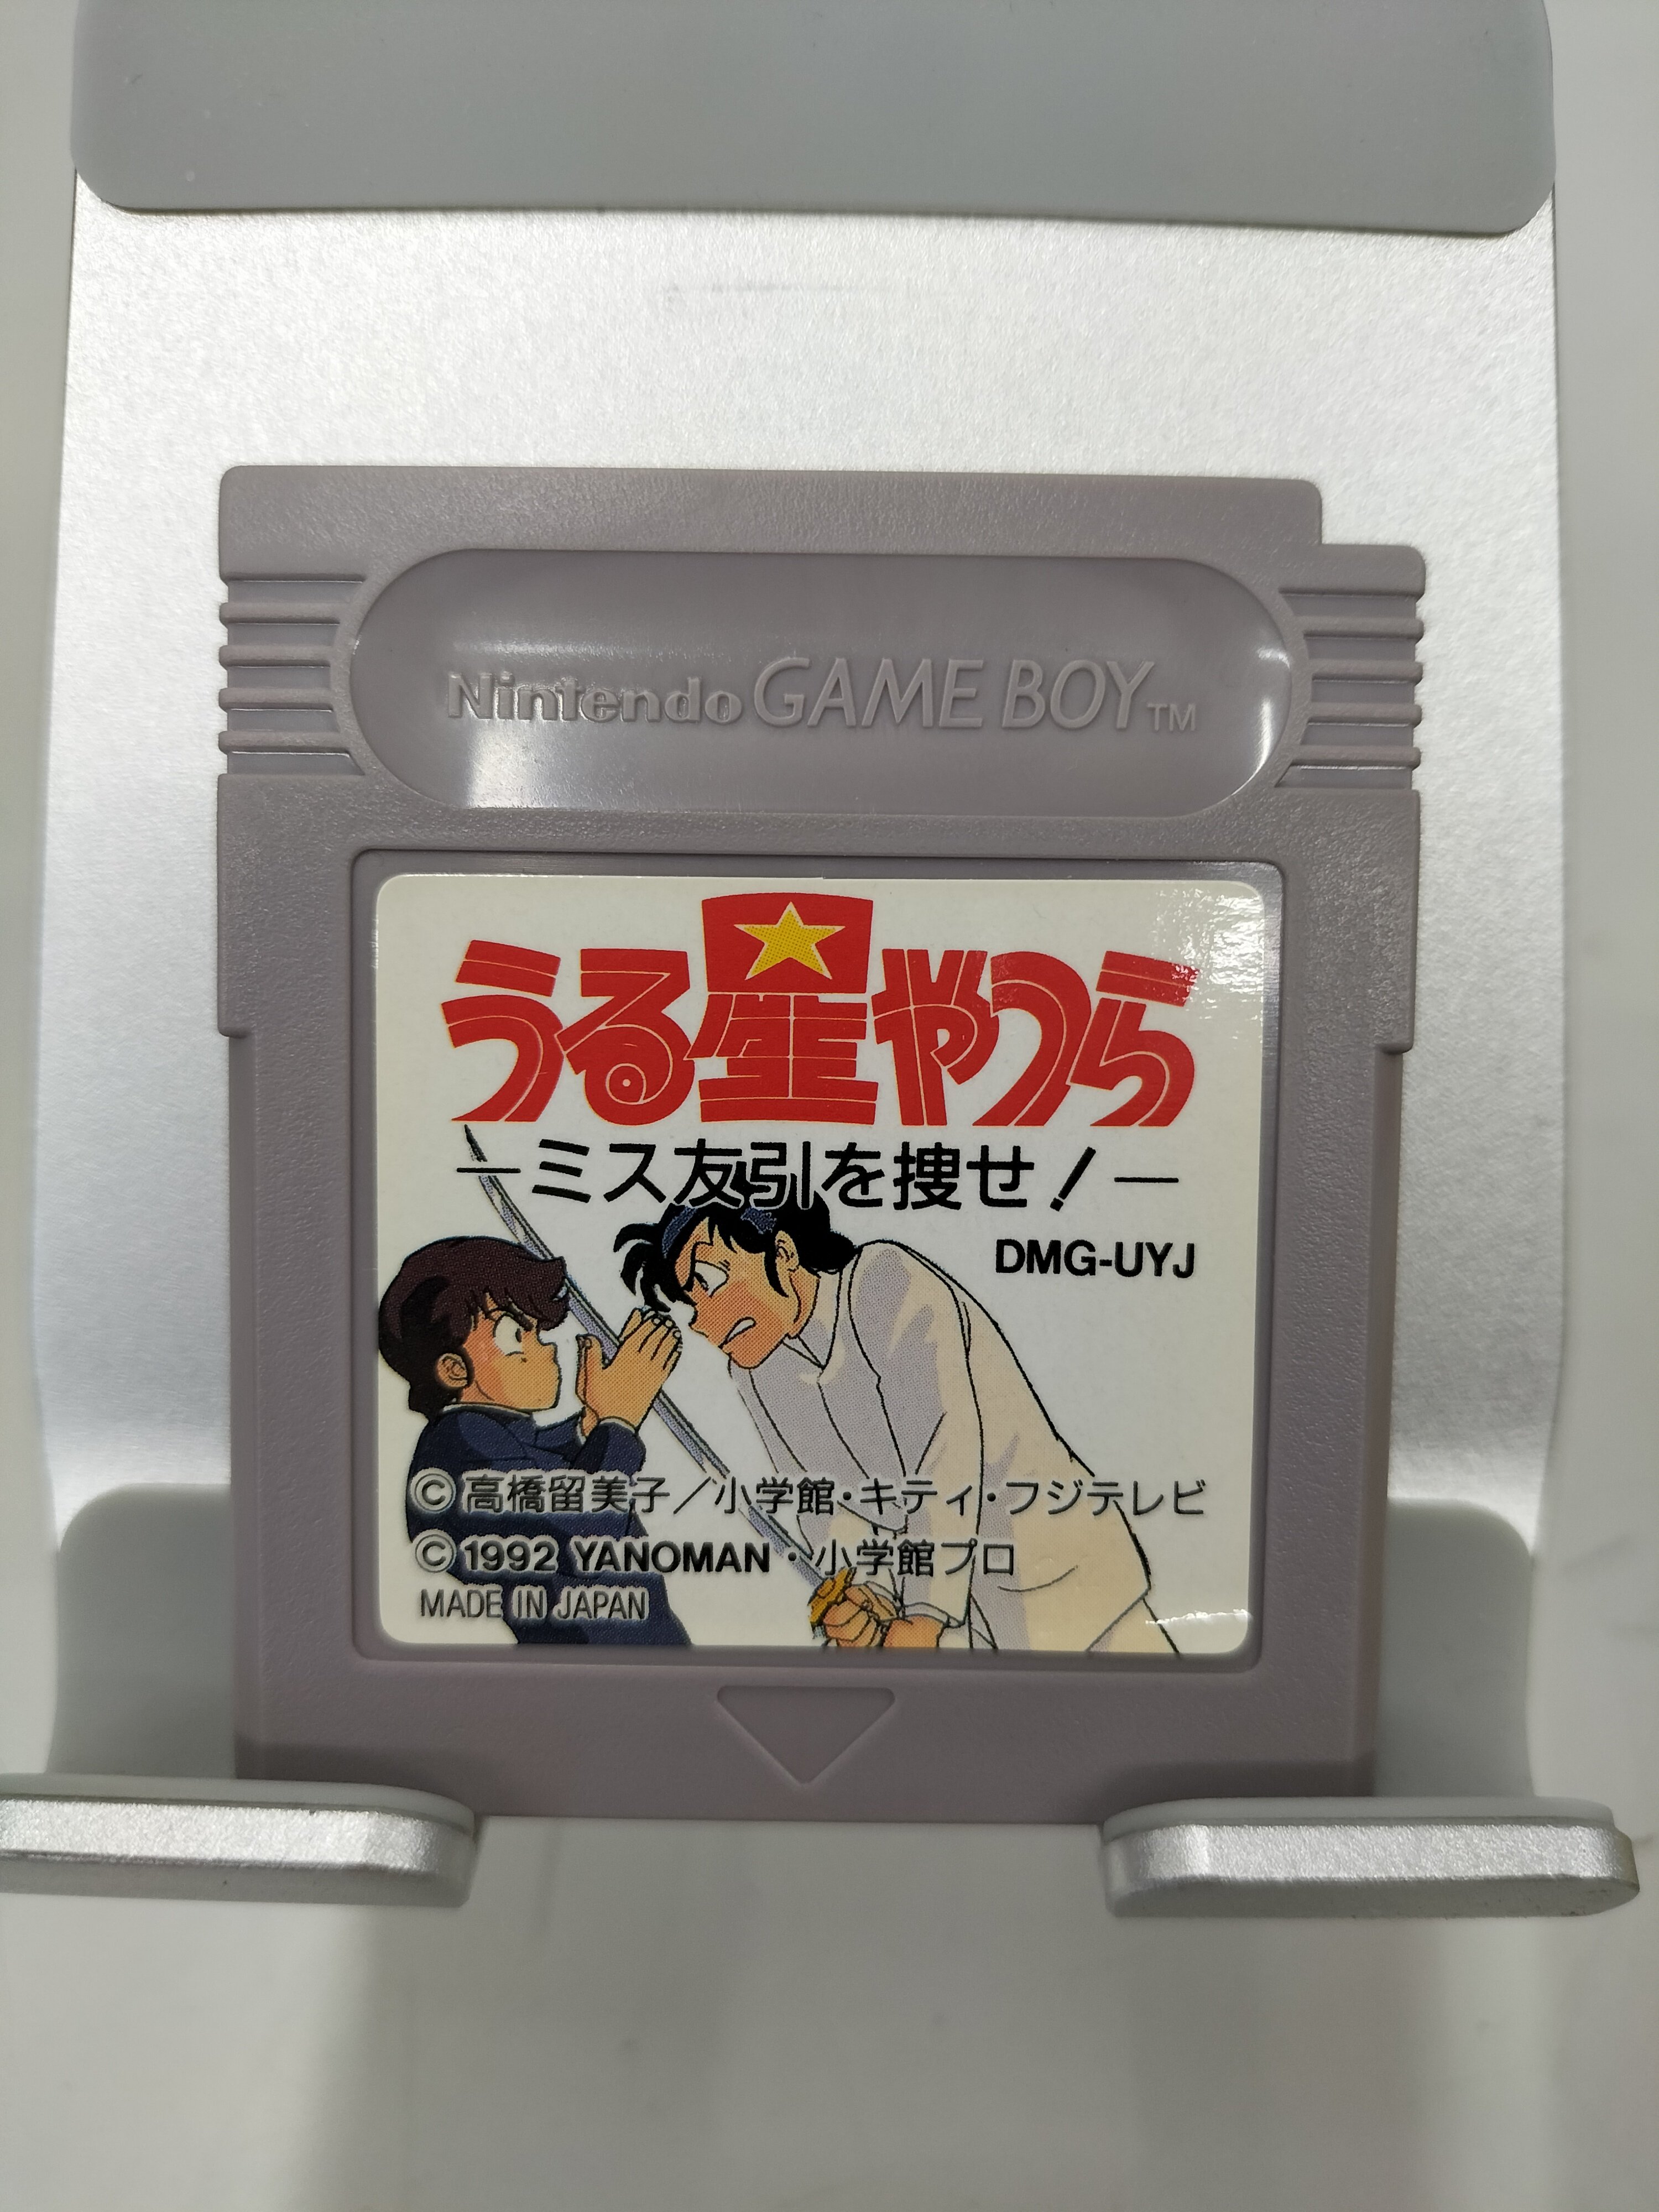 Nintendo GAME BOY TM
うる星やつら
—ミス友引を捜せ!—
DMG-UYJ
©高橋留美子/小学館・キティ・フジテレビ
©1992 YANOMAN・小学館プロ
MADE IN JAPAN